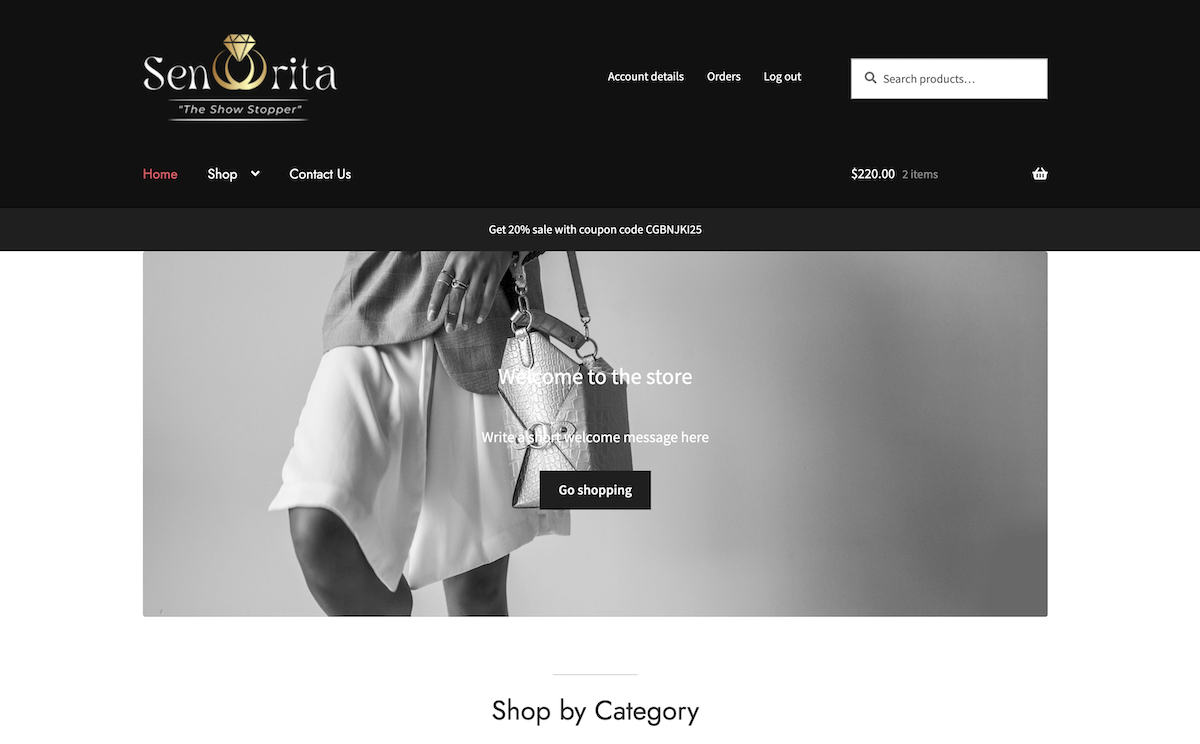 Senorita
"The Show Stopper"
Account details Orders Log out
Search products…
Home Shop Contact Us
$220.00 2 items
Get 20% sale with coupon code CGBNJKI25
Welcome to the store
Write a short welcome message here
Go shopping
Shop by Category